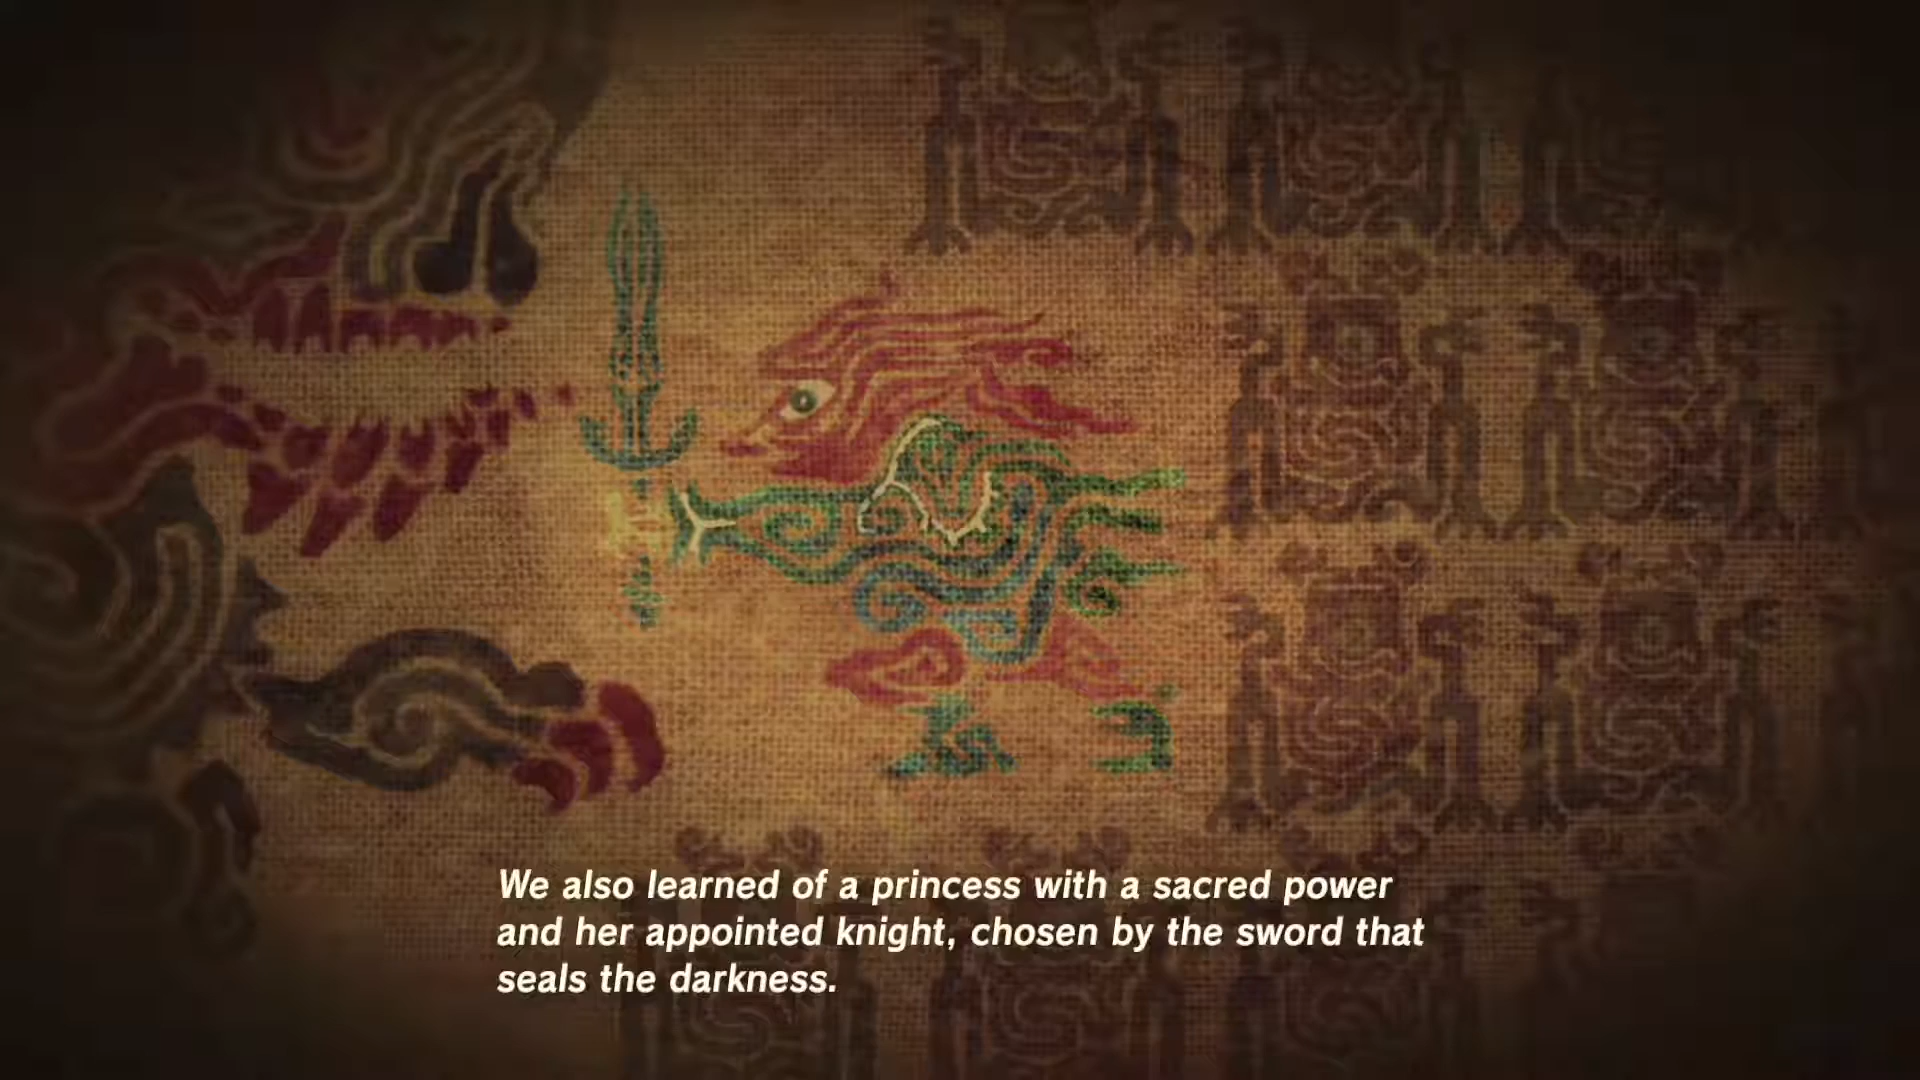 We also learned of a princess with a sacred power
and her appointed knight, chosen by the sword that
seals the darkness.